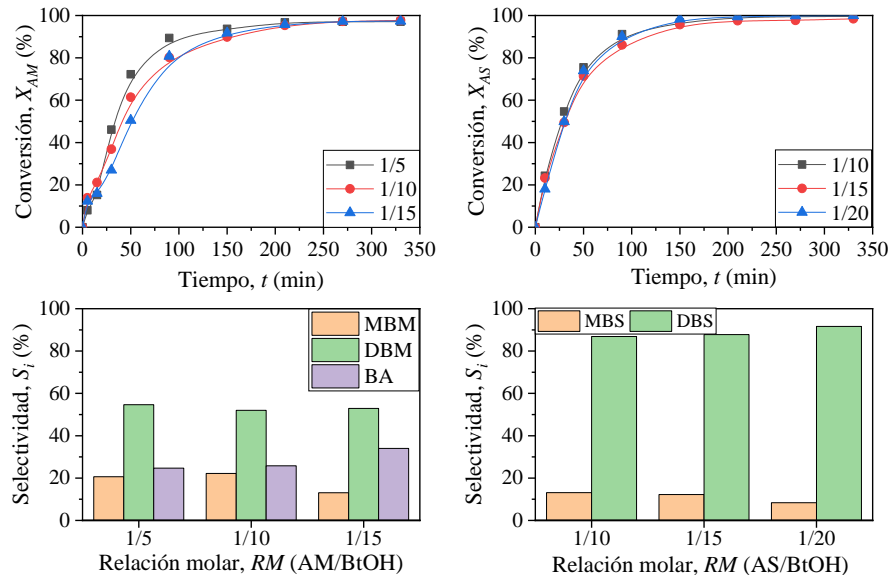 Conversión, X_AM (%)
100
80
60
40
20
0
1/5
1/10
1/15
0 50 100 150 200 250 300 350
Tiempo, t (min)
Conversión, X_AS (%)
100
80
60
40
20
0
1/10
1/15
1/20
0 50 100 150 200 250 300 350
Tiempo, t (min)
Selectividad, S_i (%)
100
80
60
40
20
0
MBM
DBM
BA
1/5 1/10 1/15
Relación molar, RM (AM/BtOH)
Selectividad, S_i (%)
100
80
60
40
20
0
MBS DBS
1/10 1/15 1/20
Relación molar, RM (AS/BtOH)